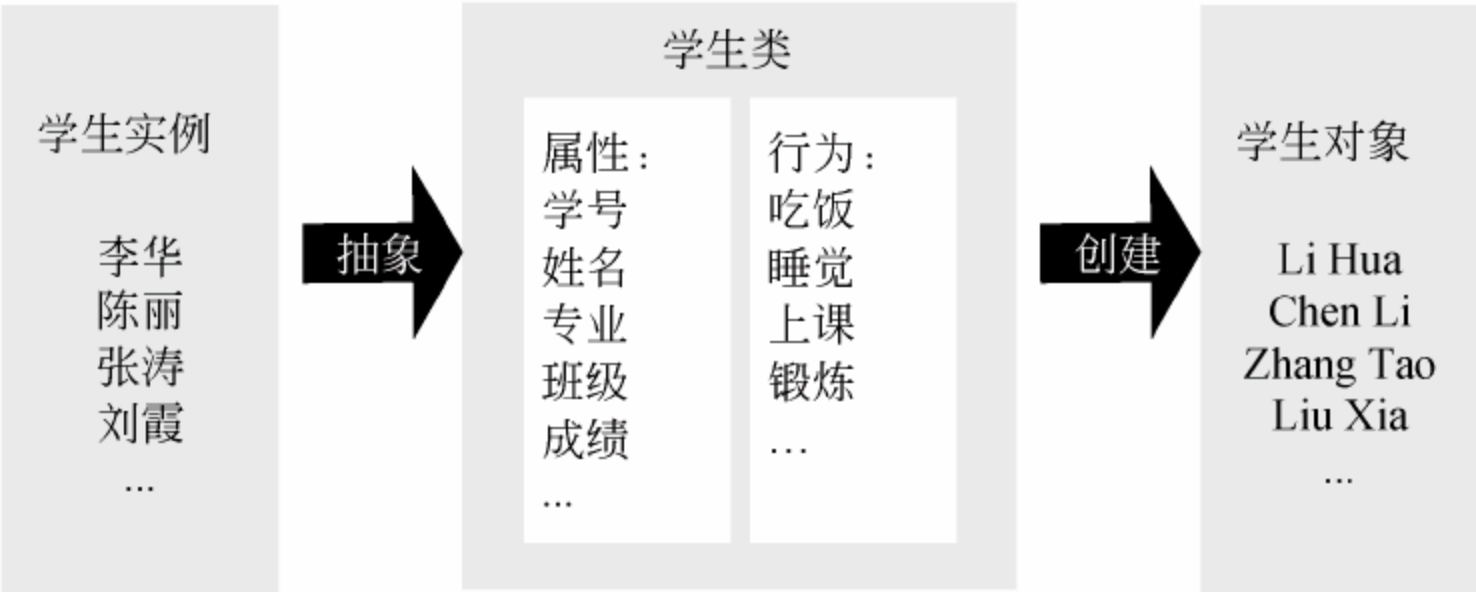 学生实例
李华
陈丽
张涛
刘霞
...
抽象
学生类
属性：
学号
姓名
专业
班级
成绩
...
行为：
吃饭
睡觉
上课
锻炼
...
创建
学生对象
Li Hua
Chen Li
Zhang Tao
Liu Xia
...